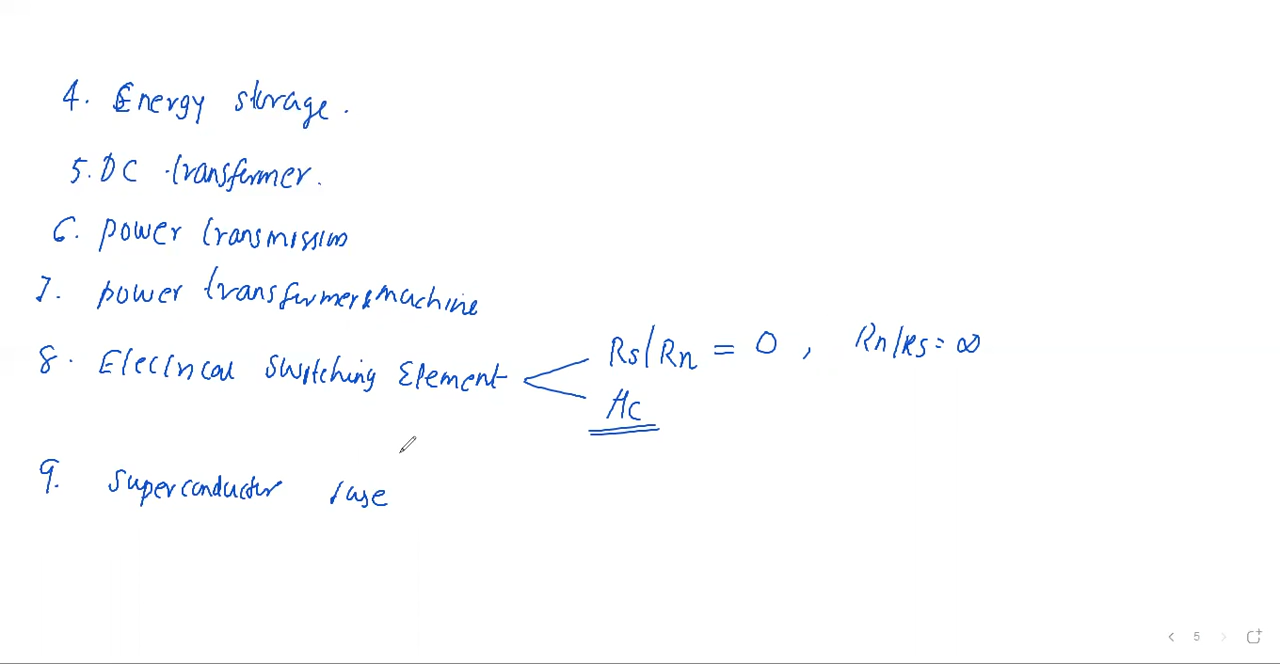 4. Energy storage.
5. DC transformer.
6. power transmission
7. power transformer & machine
8. Electrical Switching Element
Rs/Rn = 0 , Rn/Rs = ∞
Hc
9. Superconductor
5